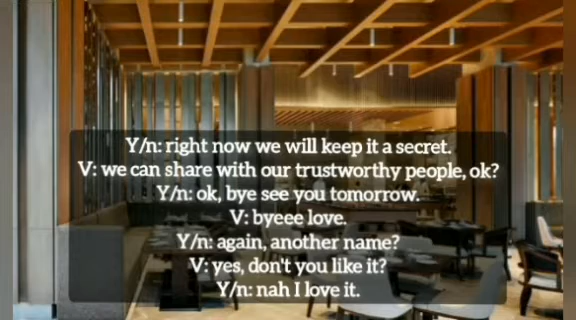 Y/n: right now we will keep it a secret.
V: we can share with our trustworthy people, ok?
Y/n: ok, bye see you tomorrow.
V: byeee love.
Y/n: again, another name?
V: yes, don't you like it?
Y/n: nah I love it.